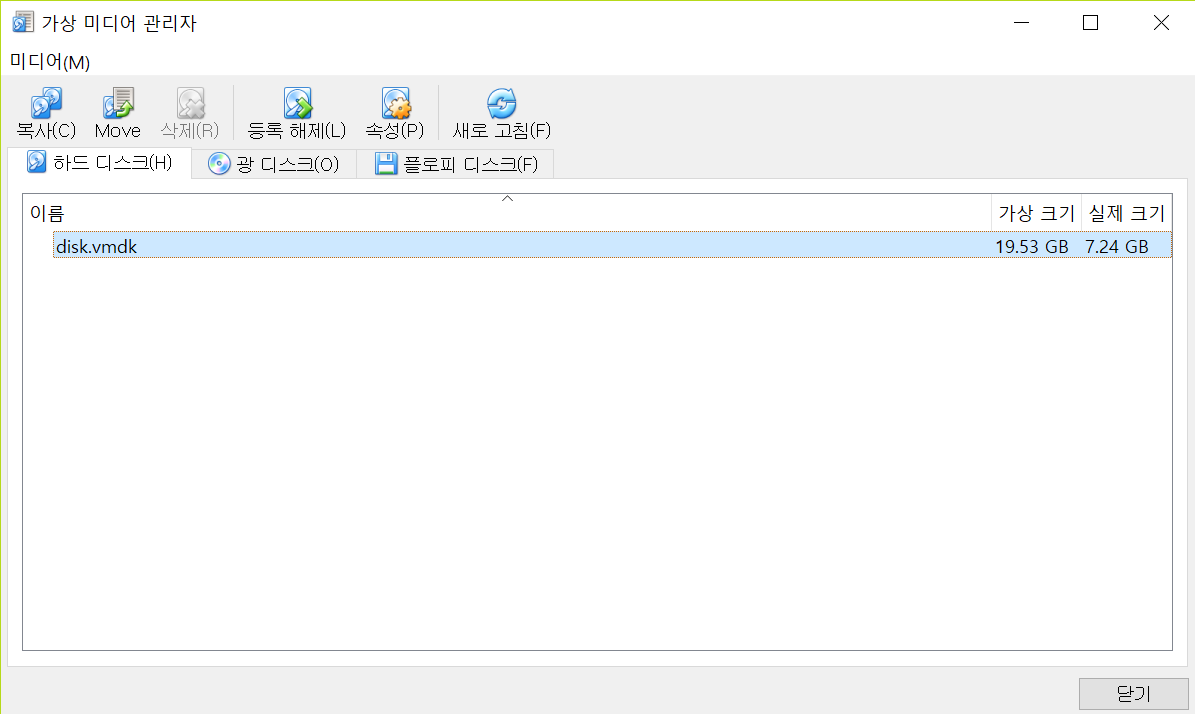 가상 미디어 관리자
미디어(M)
복사(C) Move 삭제(R) 등록 해제(L) 속성(P) 새로 고침(F)
하드 디스크(H) 광 디스크(O) 플로피 디스크(F)
이름 가상 크기 실제 크기
disk.vmdk 19.53 GB 7.24 GB
닫기